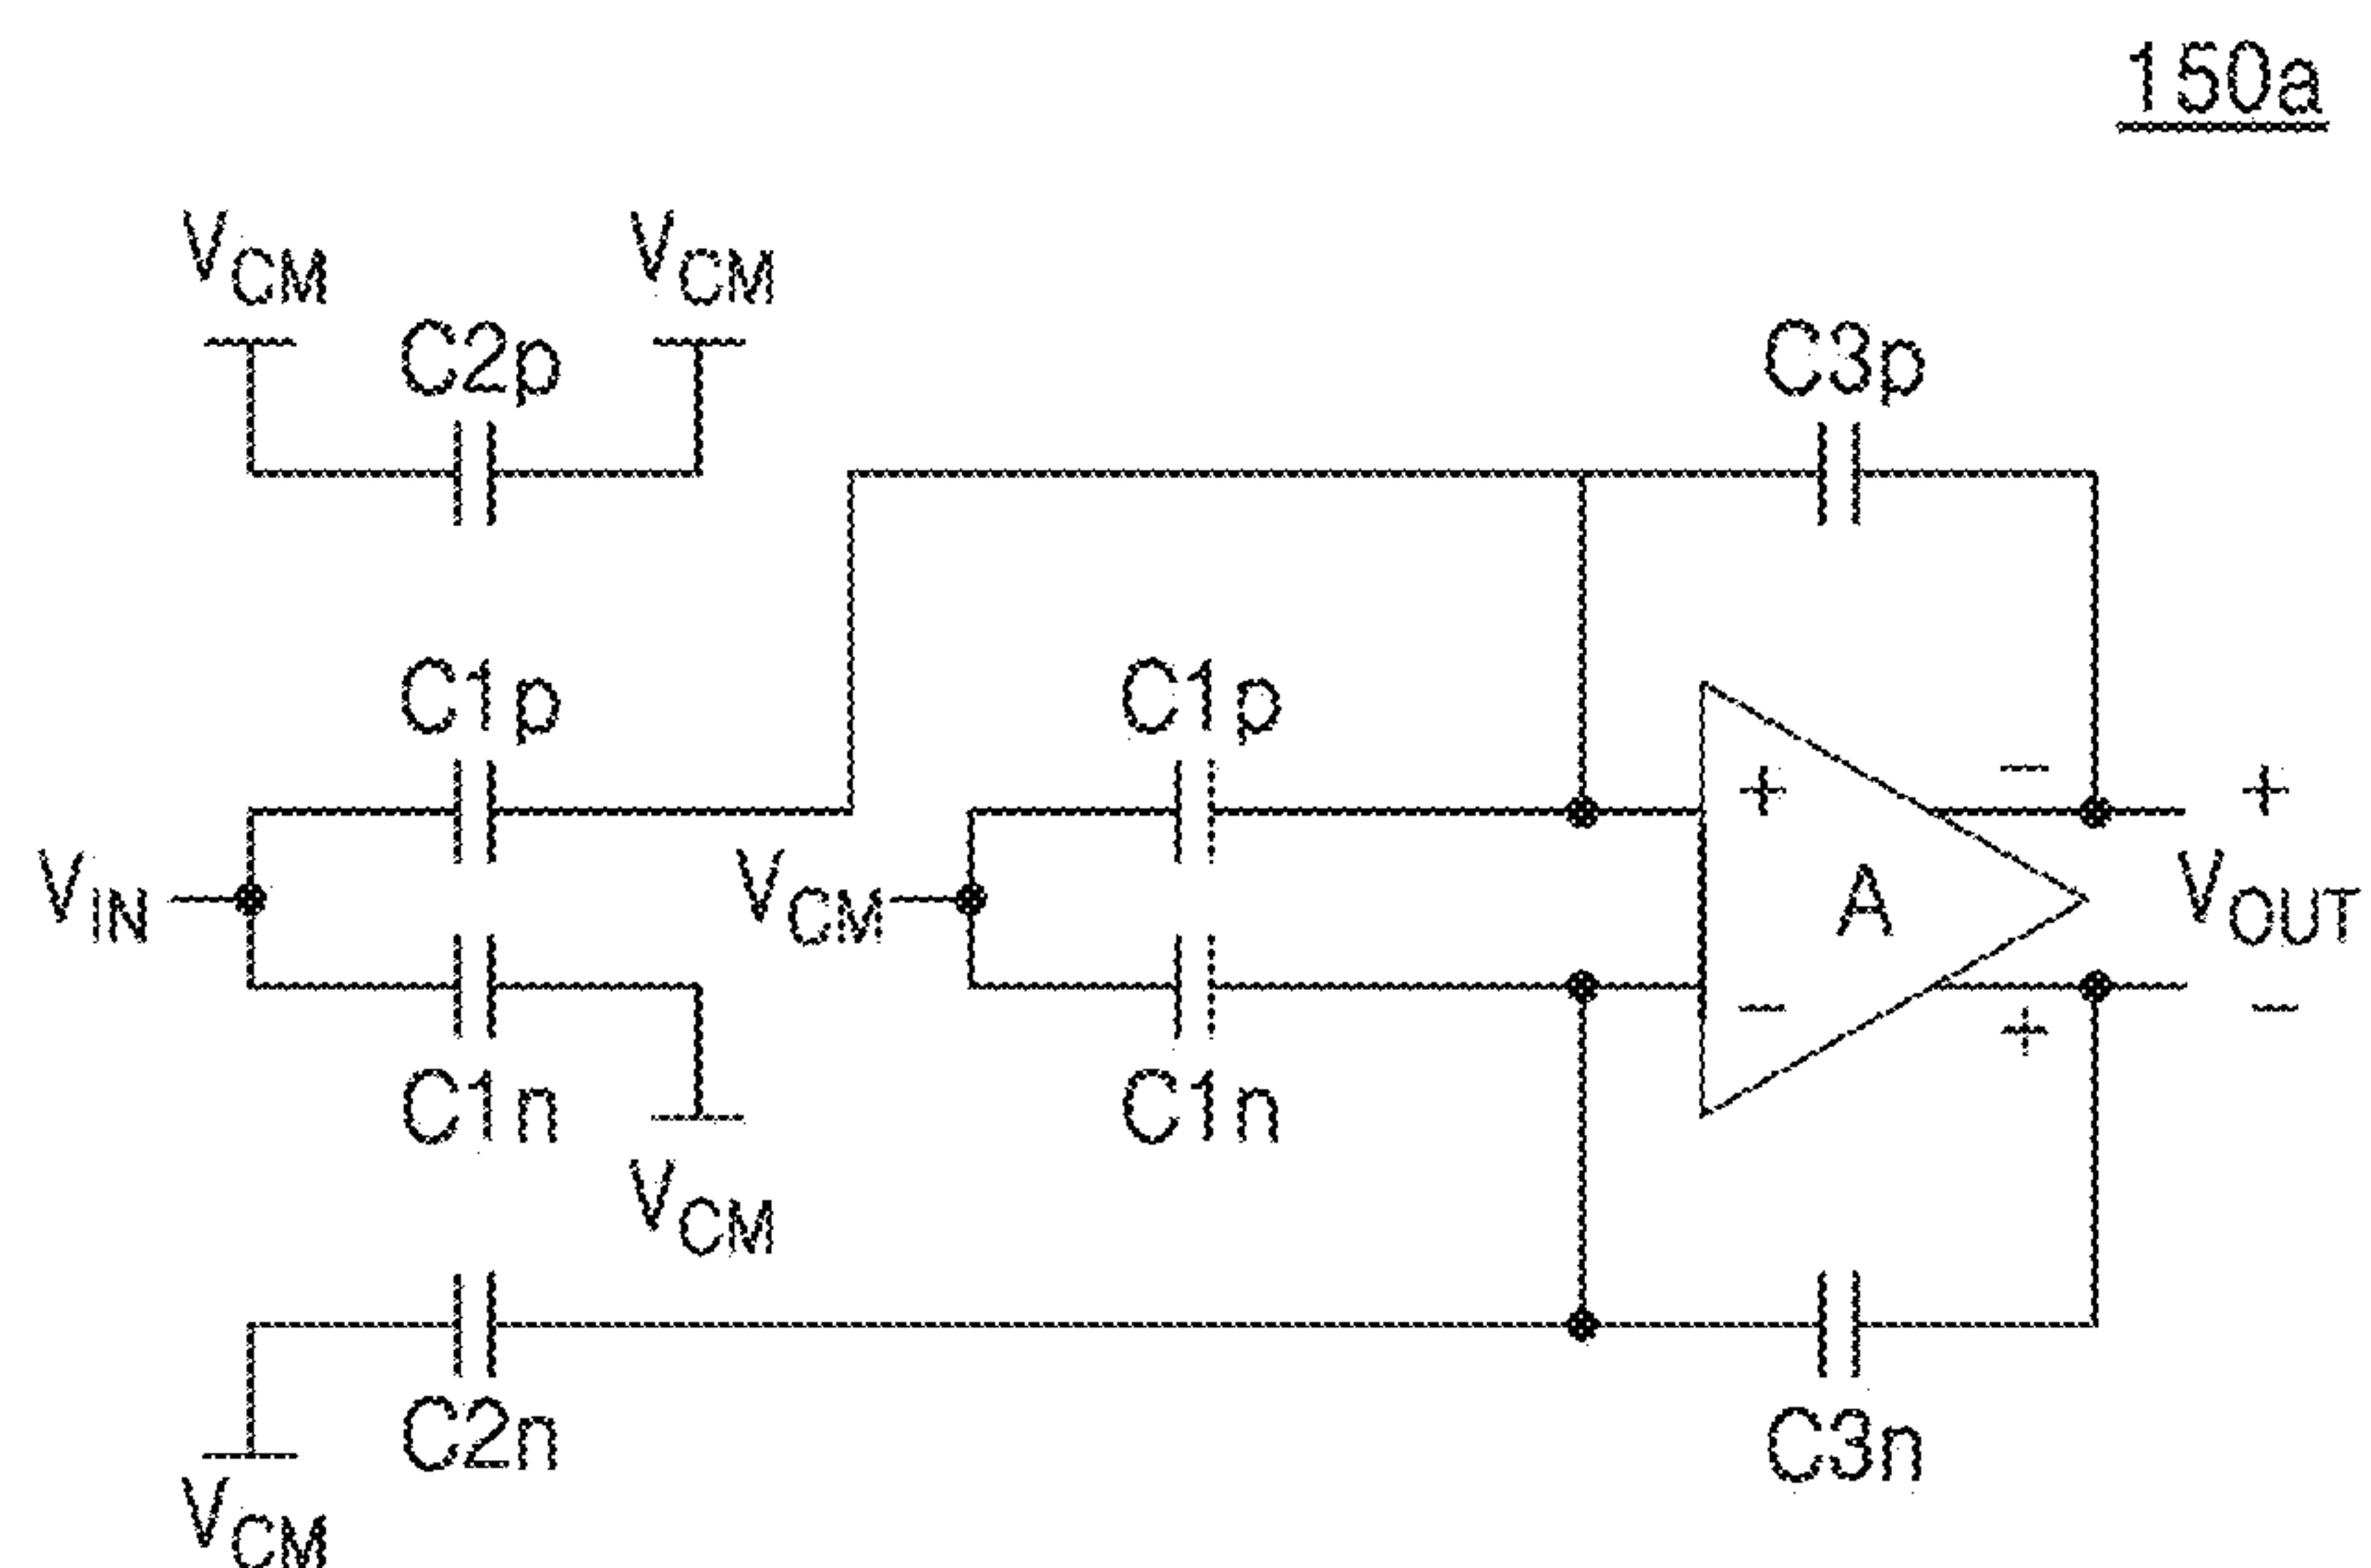 150a
VCM
VCM
C2p
C3p
C1p
C1p
+
−
+
VIN
VCM
A
VOUT
−
+
−
C1n
C1n
VCM
C2n
C3n
VCM